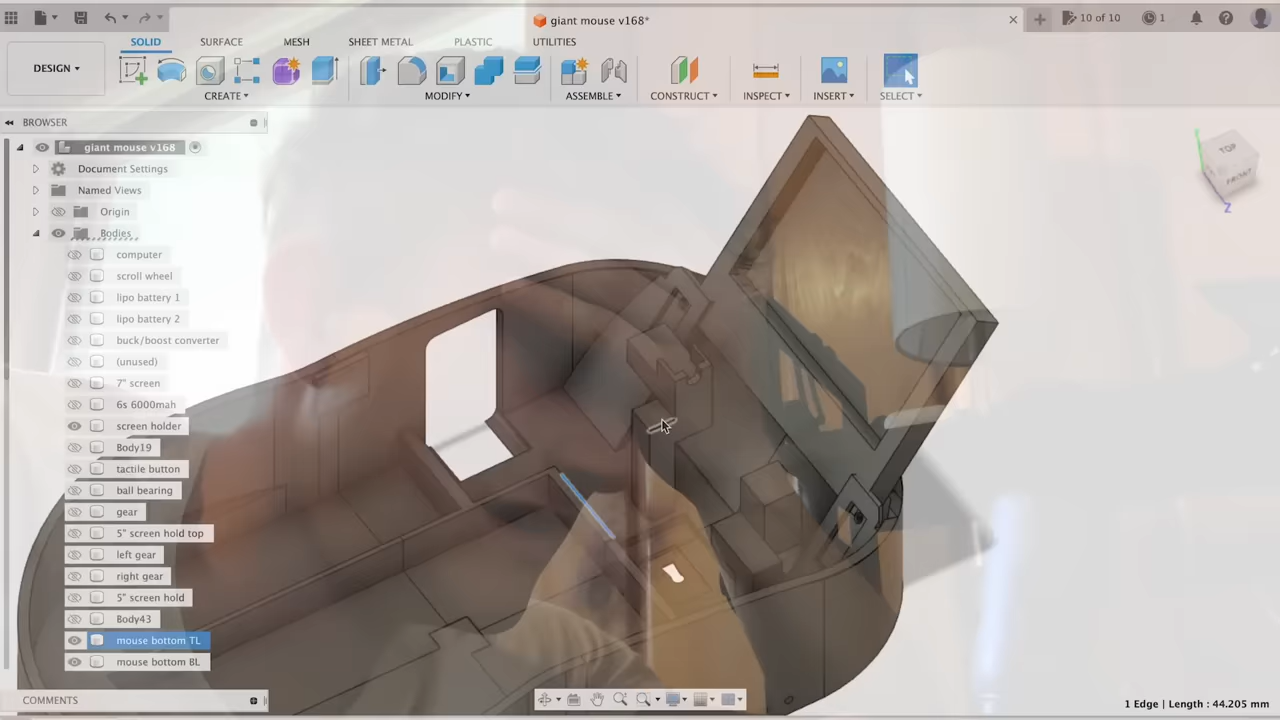 giant mouse v168*
10 of 10
1
SOLID SURFACE MESH SHEET METAL PLASTIC UTILITIES
DESIGN
CREATE MODIFY ASSEMBLE CONSTRUCT INSPECT INSERT SELECT
BROWSER
giant mouse v168
Document Settings
Named Views
Origin
Bodies
computer
scroll wheel
lipo battery 1
lipo battery 2
buck/boost converter
(unused)
7" screen
6s 6000mah
screen holder
Body19
tactile button
ball bearing
gear
5" screen hold top
left gear
right gear
5" screen hold
Body43
mouse bottom TL
mouse bottom BL
TOP
FRONT
Z
COMMENTS
1 Edge | Length : 44.205 mm